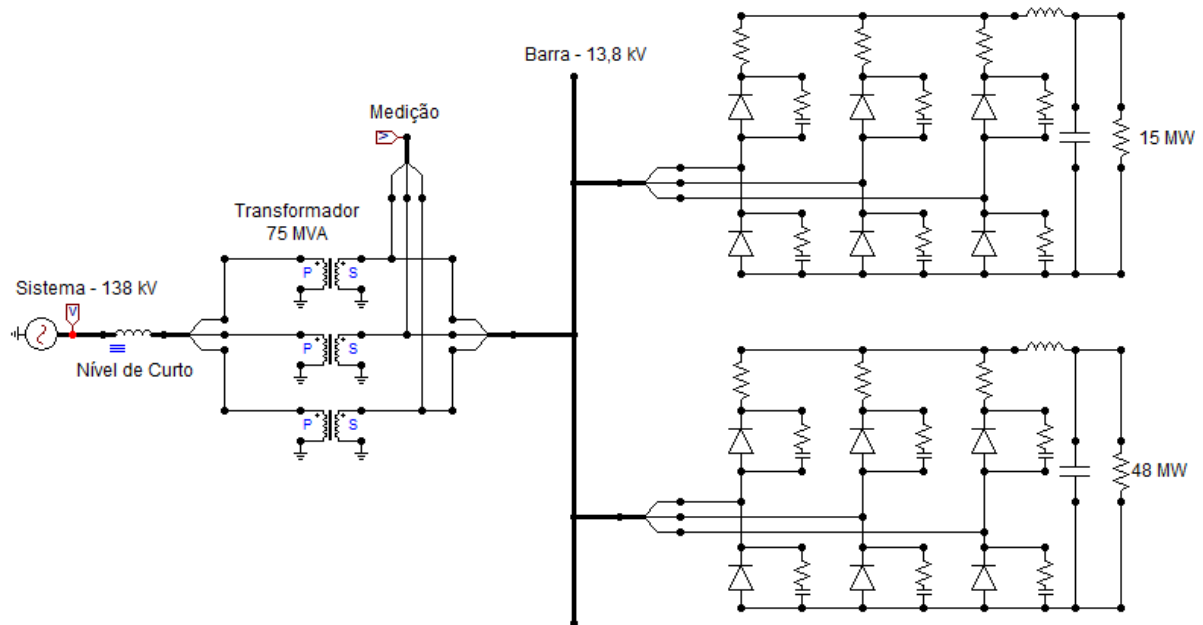 Barra - 13,8 kV
Medição
Transformador
75 MVA
Sistema - 138 kV
V
V
Nível de Curto
P
S
P
S
P
S
15 MW
48 MW